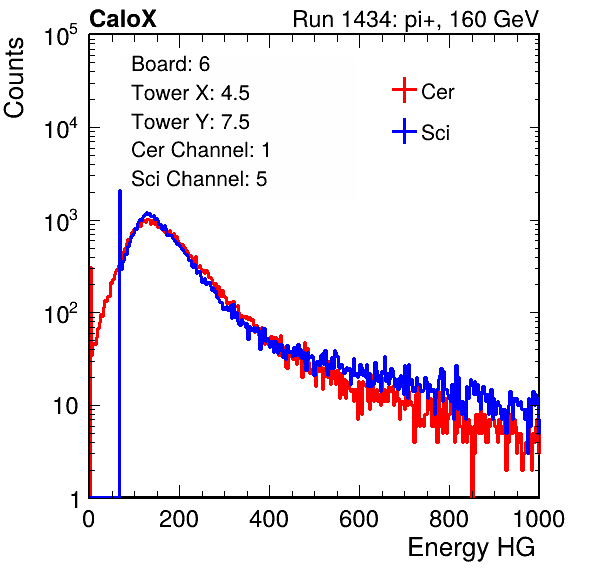 CaloX Run 1434: pi+, 160 GeV
Counts
Board: 6
Tower X: 4.5
Tower Y: 7.5
Cer Channel: 1
Sci Channel: 5
Cer
Sci
10^5
10^4
10^3
10^2
10
1
0 200 400 600 800 1000
Energy HG